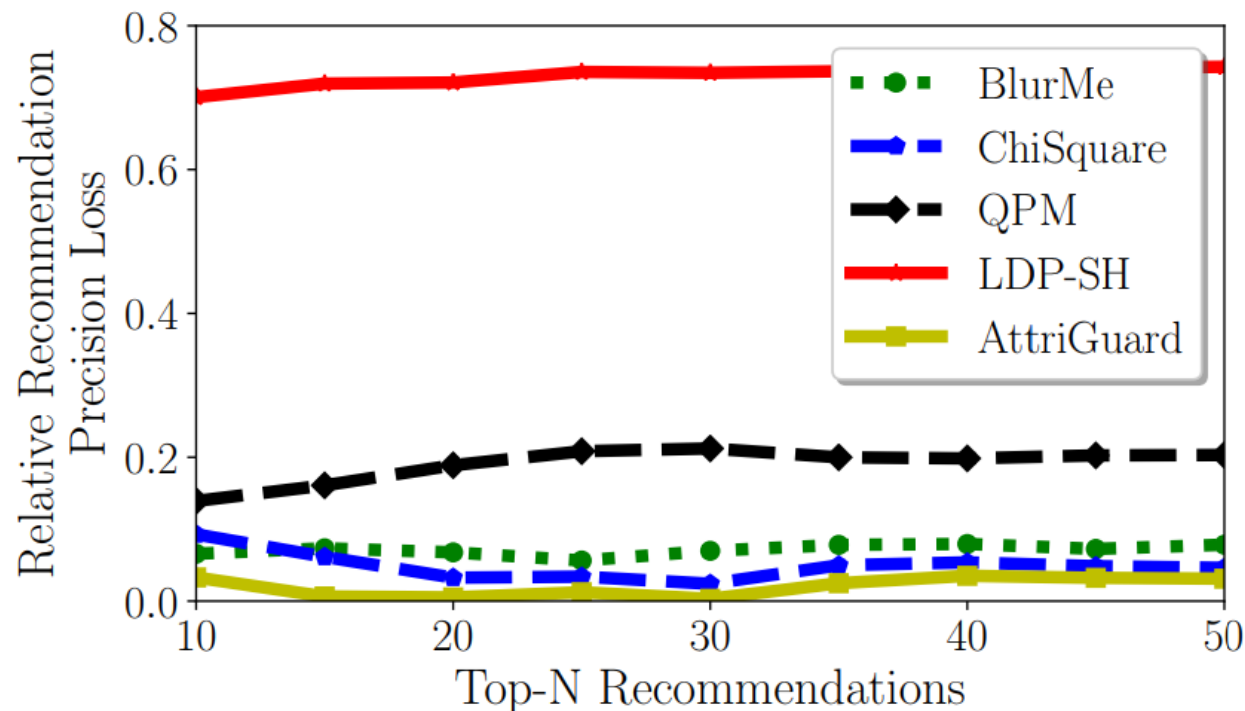 0.8
0.6
0.4
0.2
0.0
10
20
30
40
50
Relative Recommendation
Precision Loss
Top-N Recommendations
BlurMe
ChiSquare
QPM
LDP-SH
AttriGuard